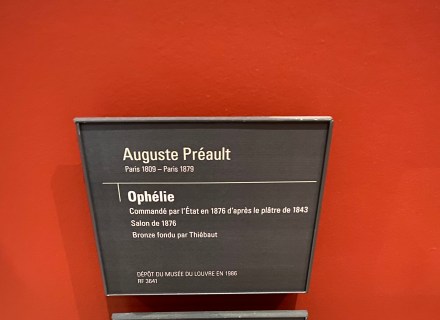 Auguste Préault
Paris 1809 – Paris 1879
Ophélie
Commandé par l'État en 1876 d'après le plâtre de 1843
Salon de 1876
Bronze fondu par Thiébaut
DÉPÔT DU MUSÉE DU LOUVRE EN 1986
RF 3641